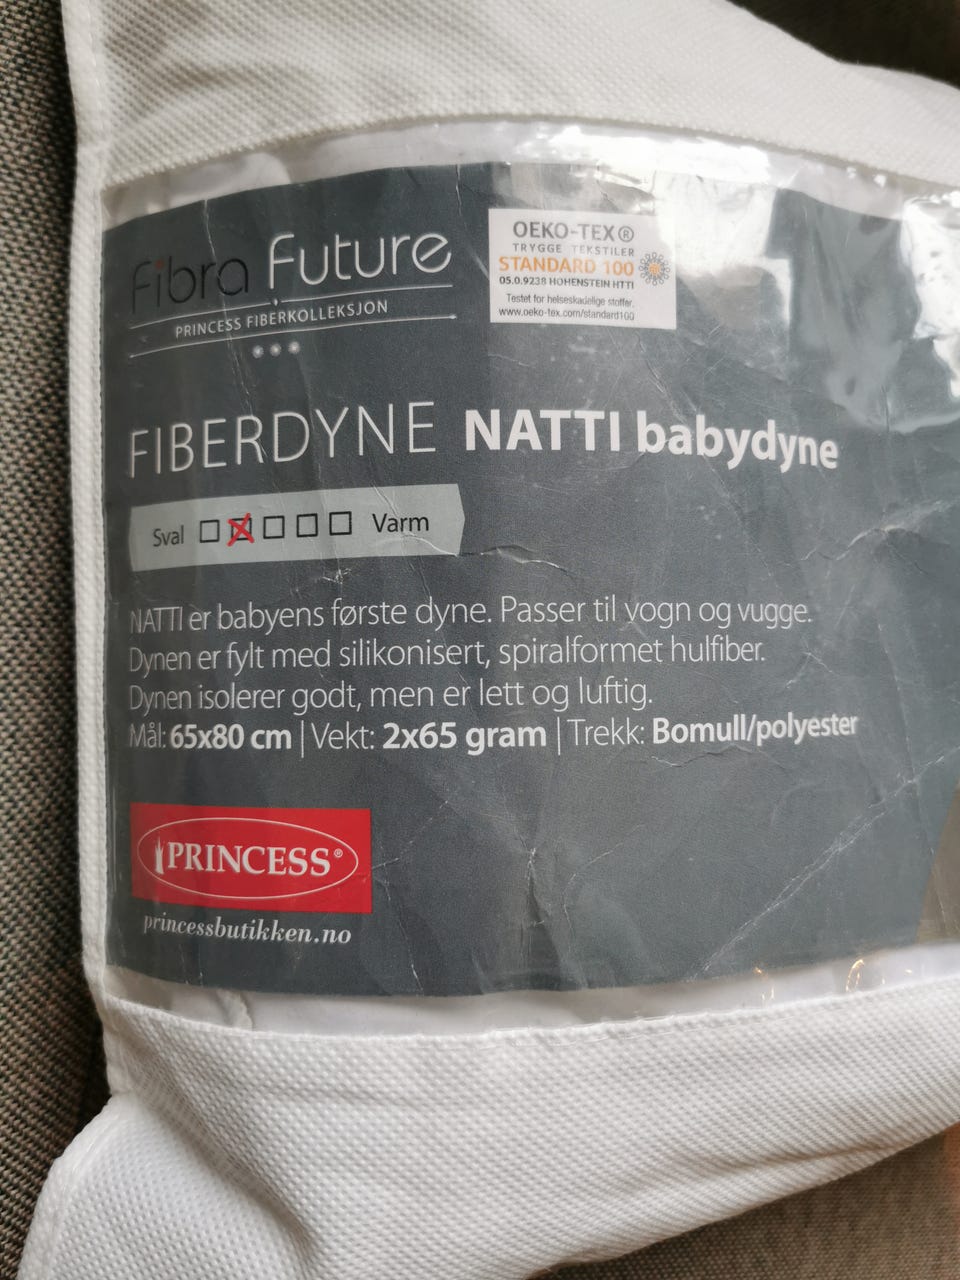 Fibra Future
PRINCESS FIBERKOLLEKSJON
OEKO-TEX®
TRYGGE TEKSTILER
STANDARD 100
05.0.9238 HOHENSTEIN HTTI
Testet for helseskadelige stoffer.
www.oeko-tex.com/standard100
FIBERDYNE NATTI babydyne
Sval Varm
NATTI er babyens første dyne. Passer til vogn og vugge.
Dynen er fylt med silikonisert, spiralformet hulfiber.
Dynen isolerer godt, men er lett og luftig.
Mål: 65x80 cm | Vekt: 2x65 gram | Trekk: Bomull/polyester
PRINCESS®
princessbutikken.no